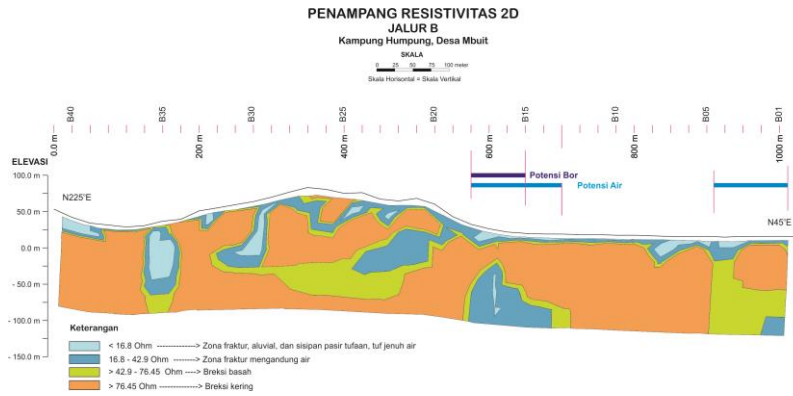 PENAMPANG RESISTIVITAS 2D
JALUR B
Kampung Humpung, Desa Mbuit
SKALA
0 25 50 75 100 meter
Skala Horisontal = Skala Vertikal
B40 B35 B30 B25 B20 B15 B10 B05 B01
0.0 m 200 m 400 m 600 m 800 m 1000 m
ELEVASI
Potensi Bor
Potensi Air
100.0 m
N225°E
50.0 m
N45°E
0.0 m
- 50.0 m
- 100.0 m
- 150.0 m
Keterangan
< 16.8 Ohm -------------> Zona fraktur, aluvial, dan sisipan pasir tufaan, tuf jenuh air
16.8 - 42.9 Ohm --------> Zona fraktur mengandung air
> 42.9 - 76.45 Ohm ----> Breksi basah
> 76.45 Ohm --------------> Breksi kering